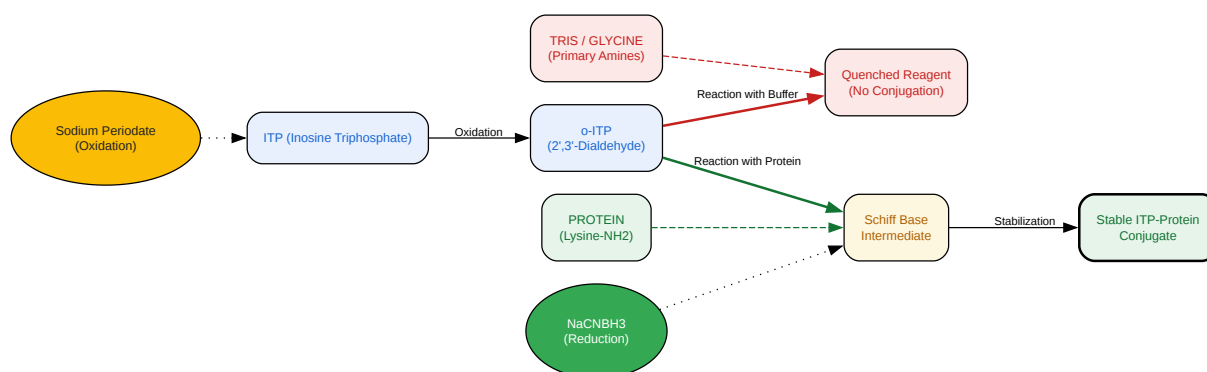 Sodium Periodate
(Oxidation)
ITP (Inosine Triphosphate)
Oxidation
TRIS / GLYCINE
(Primary Amines)
o-ITP
(2',3'-Dialdehyde)
PROTEIN
(Lysine-NH2)
NaCNBH3
(Reduction)
Reaction with Buffer
Reaction with Protein
Quenched Reagent
(No Conjugation)
Schiff Base
Intermediate
Stabilization
Stable ITP-Protein
Conjugate